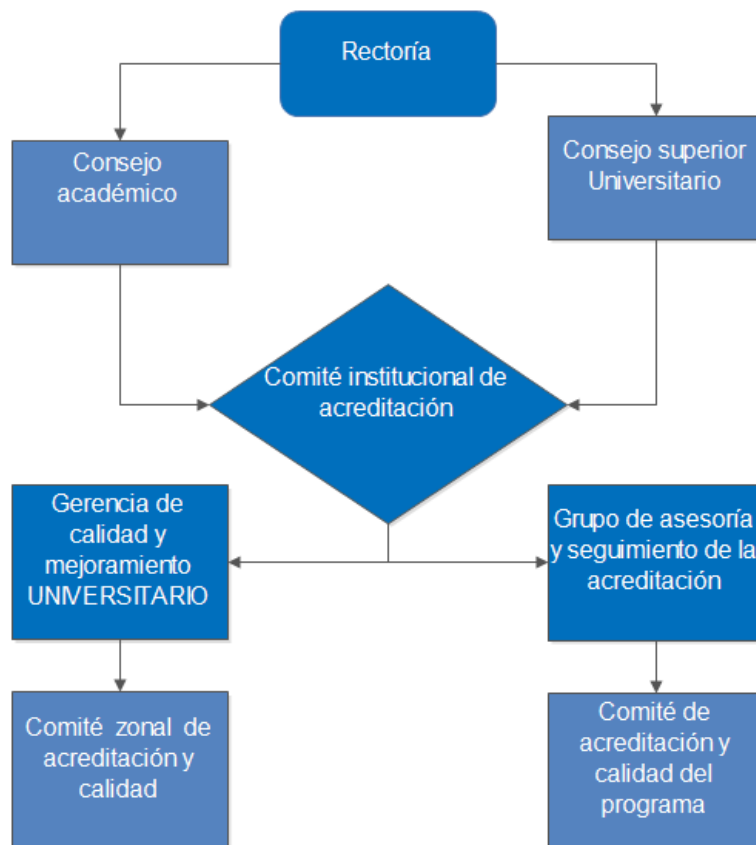 Rectoría
Consejo
académico
Consejo superior
Universitario
Comité institucional de
acreditación
Gerencia de
calidad y
mejoramiento
UNIVERSITARIO
Grupo de asesoría
y seguimiento de la
acreditación
Comité zonal de
acreditación y
calidad
Comité de
acreditación y
calidad del
programa